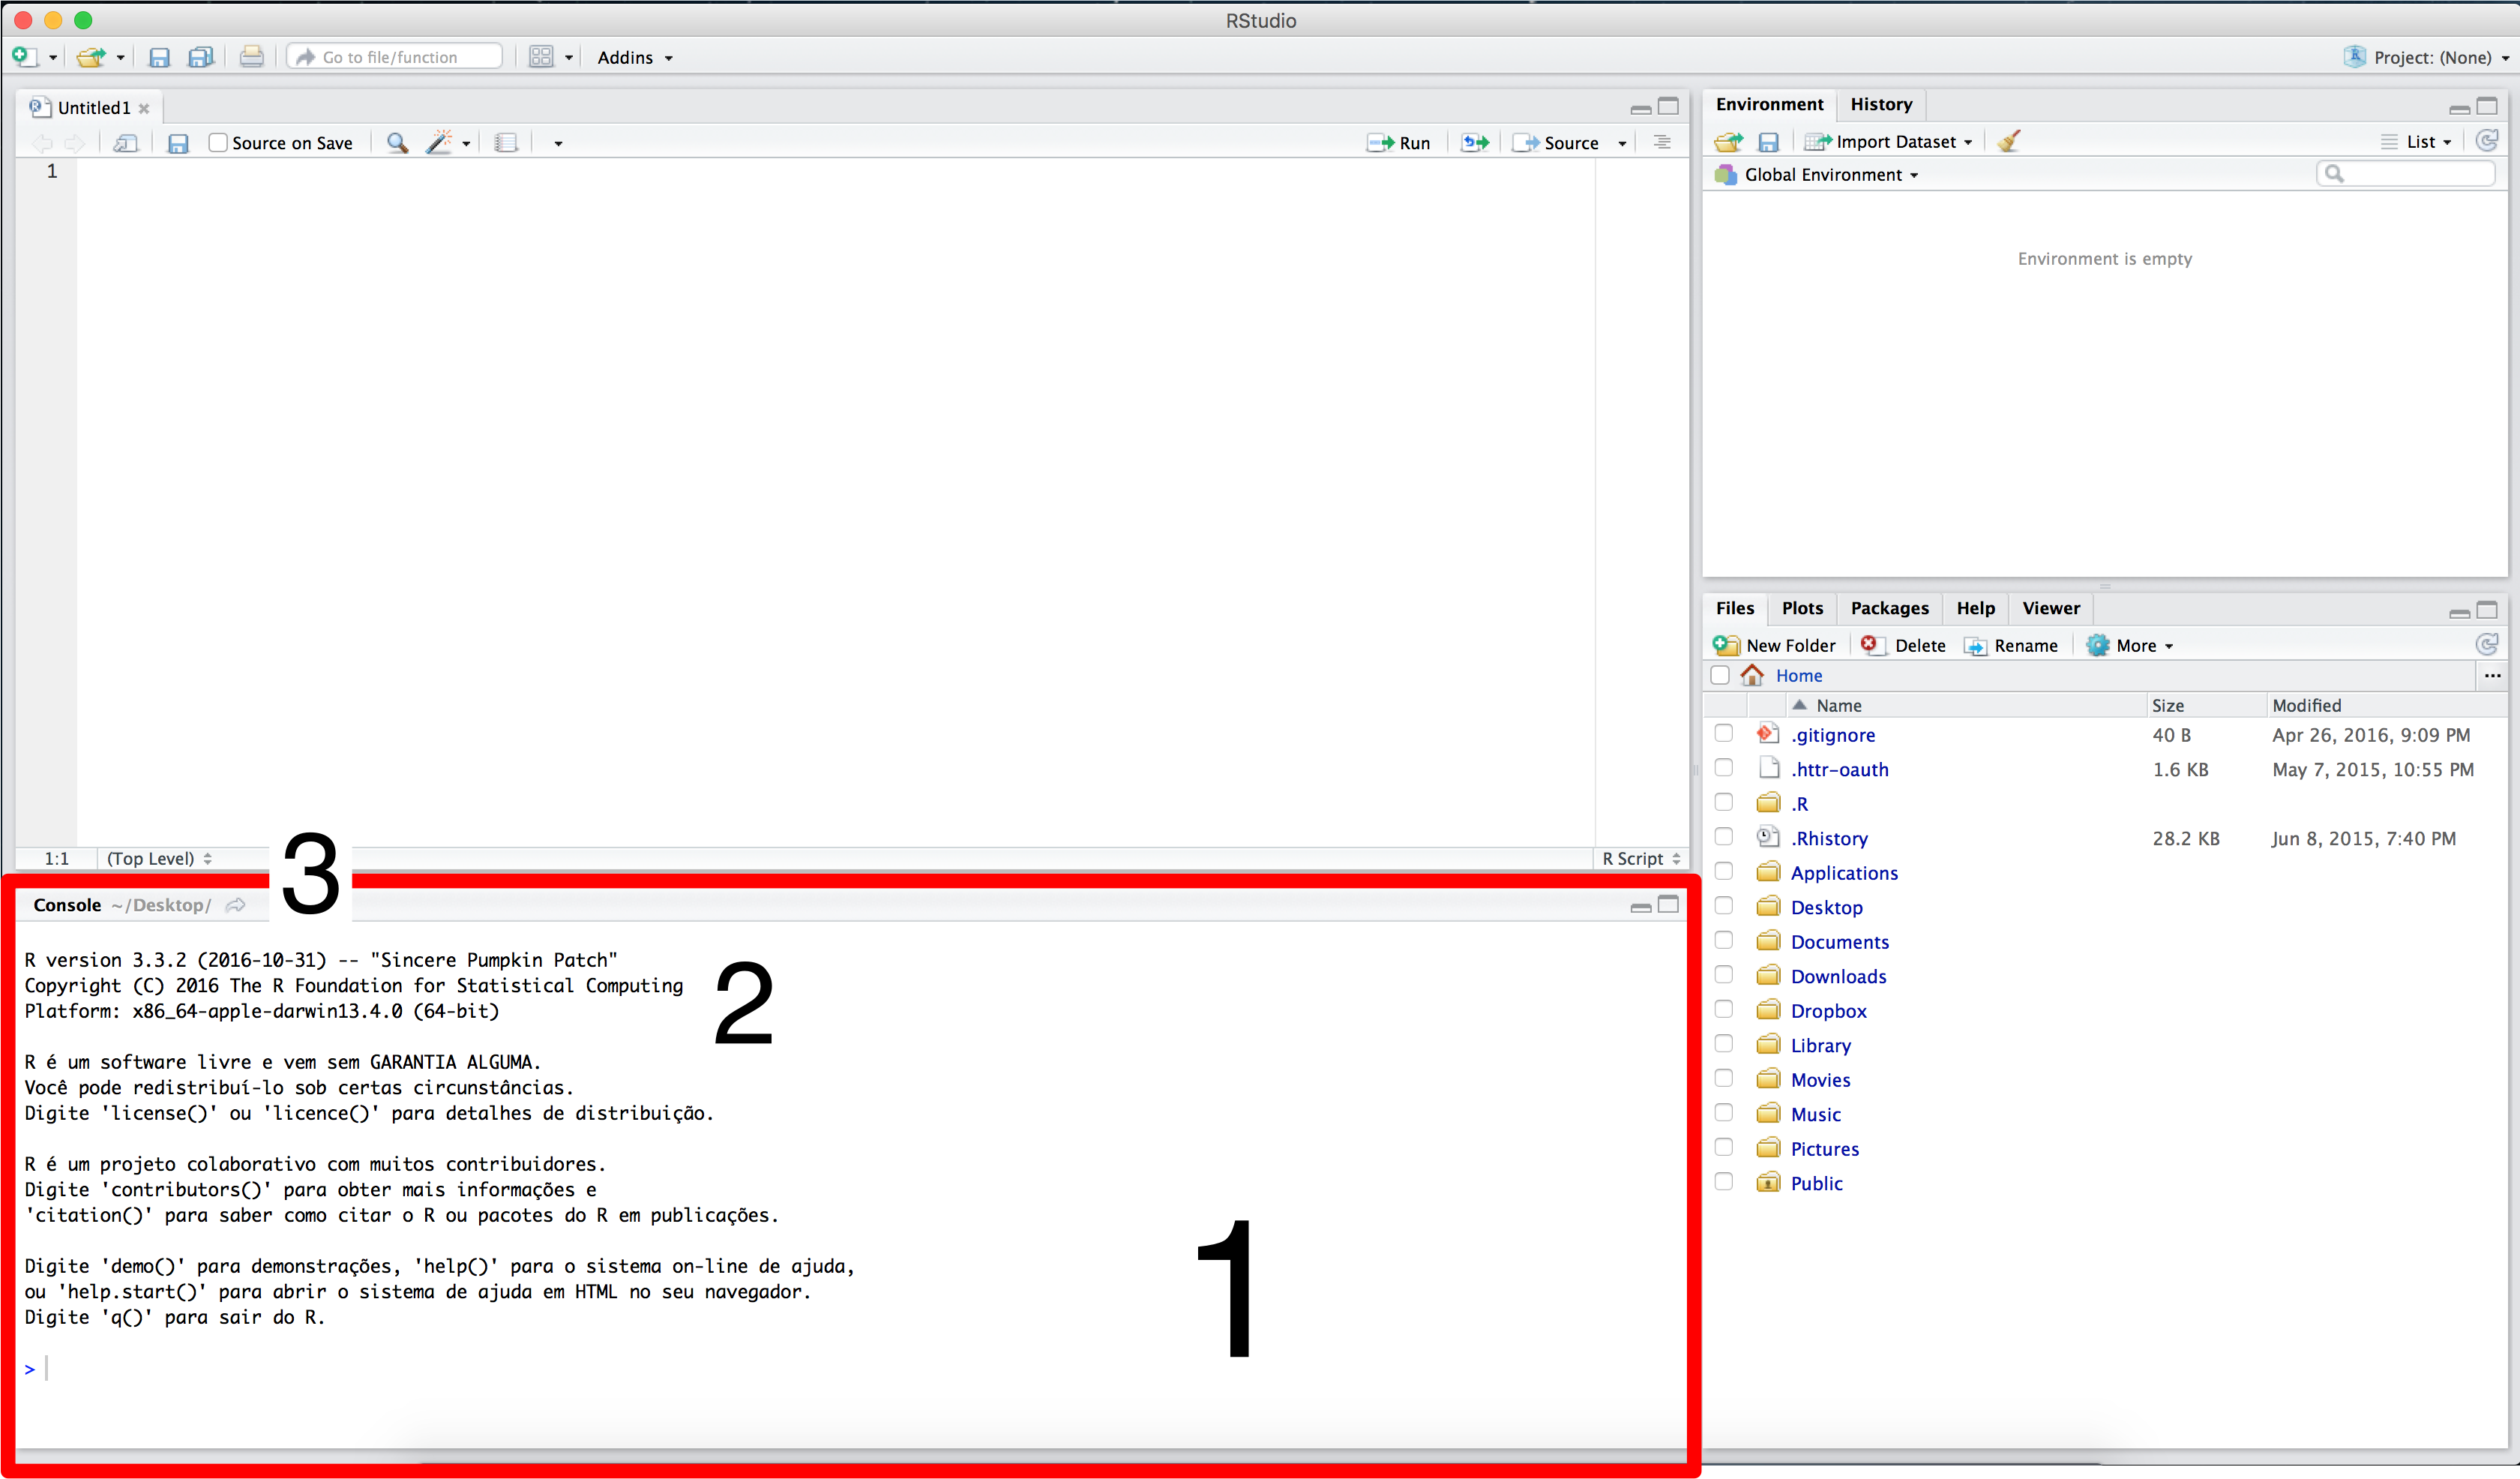 RStudio
Go to file/function Addins Project: (None)
Untitled1
Source on Save Run Source
1
1:1 (Top Level) R Script
3
Console ~/Desktop/
R version 3.3.2 (2016-10-31) -- "Sincere Pumpkin Patch"
Copyright (C) 2016 The R Foundation for Statistical Computing
Platform: x86_64-apple-darwin13.4.0 (64-bit)
2
R é um software livre e vem sem GARANTIA ALGUMA.
Você pode redistribuí-lo sob certas circunstâncias.
Digite 'license()' ou 'licence()' para detalhes de distribuição.
R é um projeto colaborativo com muitos contribuidores.
Digite 'contributors()' para obter mais informações e
'citation()' para saber como citar o R ou pacotes do R em publicações.
Digite 'demo()' para demonstrações, 'help()' para o sistema on-line de ajuda,
ou 'help.start()' para abrir o sistema de ajuda em HTML no seu navegador.
Digite 'q()' para sair do R.
1
>
Environment History
Import Dataset List
Global Environment
Environment is empty
Files Plots Packages Help Viewer
New Folder Delete Rename More
Home ...
Name Size Modified
.gitignore 40 B Apr 26, 2016, 9:09 PM
.httr-oauth 1.6 KB May 7, 2015, 10:55 PM
.R
.Rhistory 28.2 KB Jun 8, 2015, 7:40 PM
Applications
Desktop
Documents
Downloads
Dropbox
Library
Movies
Music
Pictures
Public